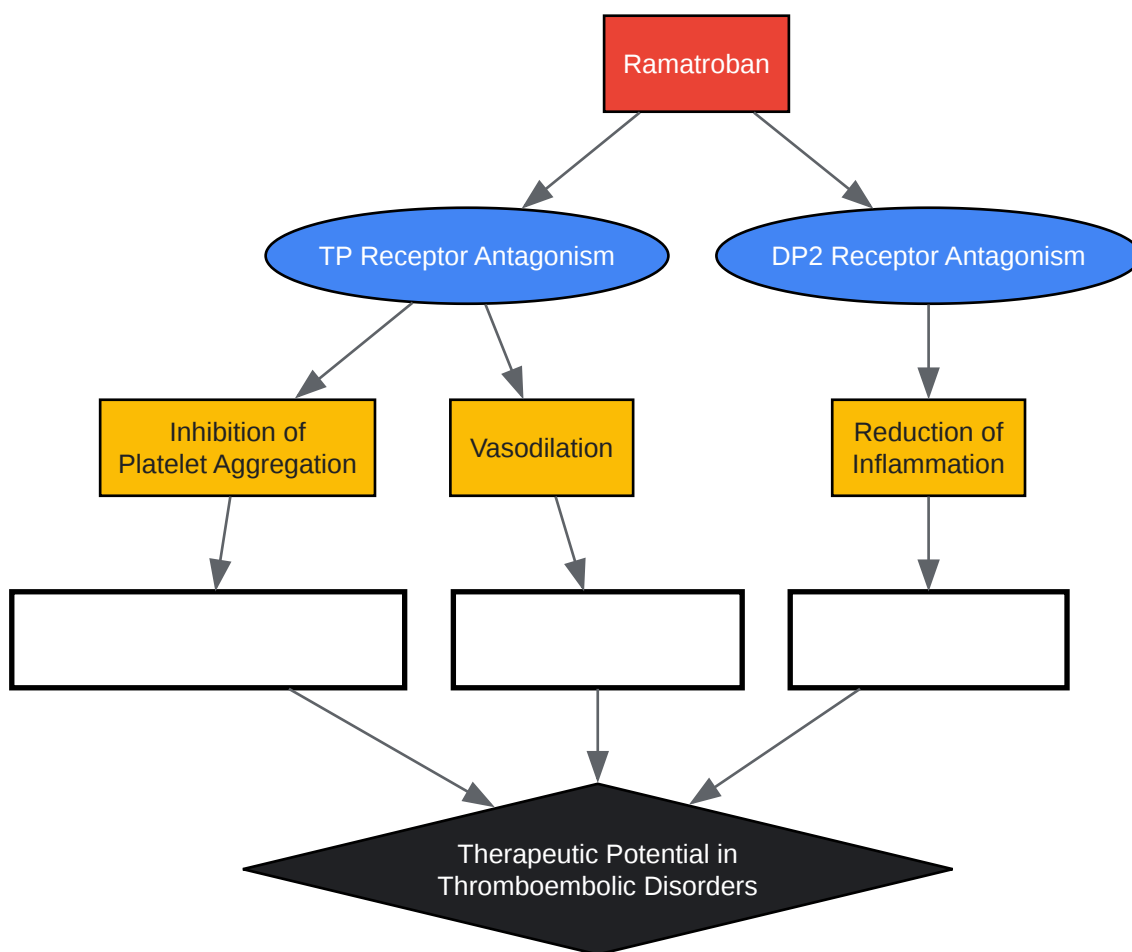 Ramatroban
TP Receptor Antagonism
DP2 Receptor Antagonism
Inhibition of
Platelet Aggregation
Vasodilation
Reduction of
Inflammation
Therapeutic Potential in
Thromboembolic Disorders